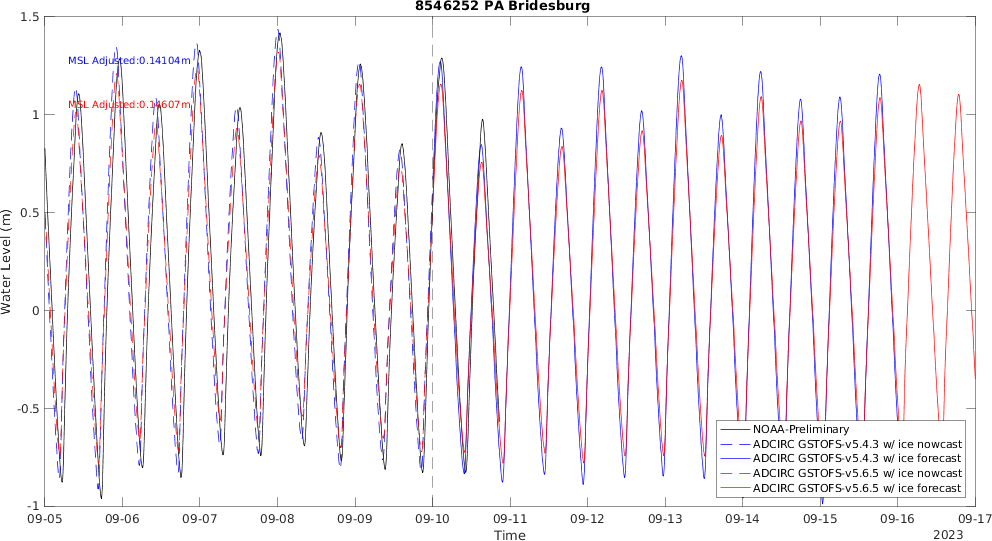 8546252 PA Bridesburg
1.5
MSL Adjusted:0.14104m
MSL Adjusted:0.14607m
1
0.5
0
-0.5
-1
Water Level (m)
NOAA-Preliminary
ADCIRC GSTOFS-v5.4.3 w/ ice nowcast
ADCIRC GSTOFS-v5.4.3 w/ ice forecast
ADCIRC GSTOFS-v5.6.5 w/ ice nowcast
ADCIRC GSTOFS-v5.6.5 w/ ice forecast
09-05 09-06 09-07 09-08 09-09 09-10 09-11 09-12 09-13 09-14 09-15 09-16 09-17
Time
2023